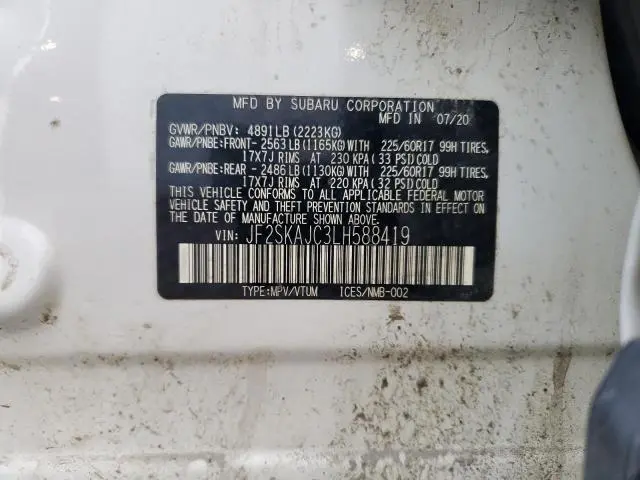 MFD BY SUBARU CORPORATION
MFD IN 07/20
GVWR/PNBV: 4891LB (2223KG)
GAWR/PNBE:FRONT- 2563LB (1165KG)WITH 225/60R17 99H TIRES,
17X7J RIMS AT 230 KPA (33 PSI)COLD
GAWR/PNBE:REAR - 2486LB (1130KG)WITH 225/60R17 99H TIRES,
17X7J RIMS AT 220 KPA (32 PSI)COLD
THIS VEHICLE CONFORMS TO ALL APPLICABLE FEDERAL MOTOR
VEHICLE SAFETY AND THEFT PREVENTION STANDARDS IN EFFECT ON
THE DATE OF MANUFACTURE SHOWN ABOVE.
VIN: JF2SKAJC3LH588419
TYPE:MPV/VTUM ICES/NMB-002